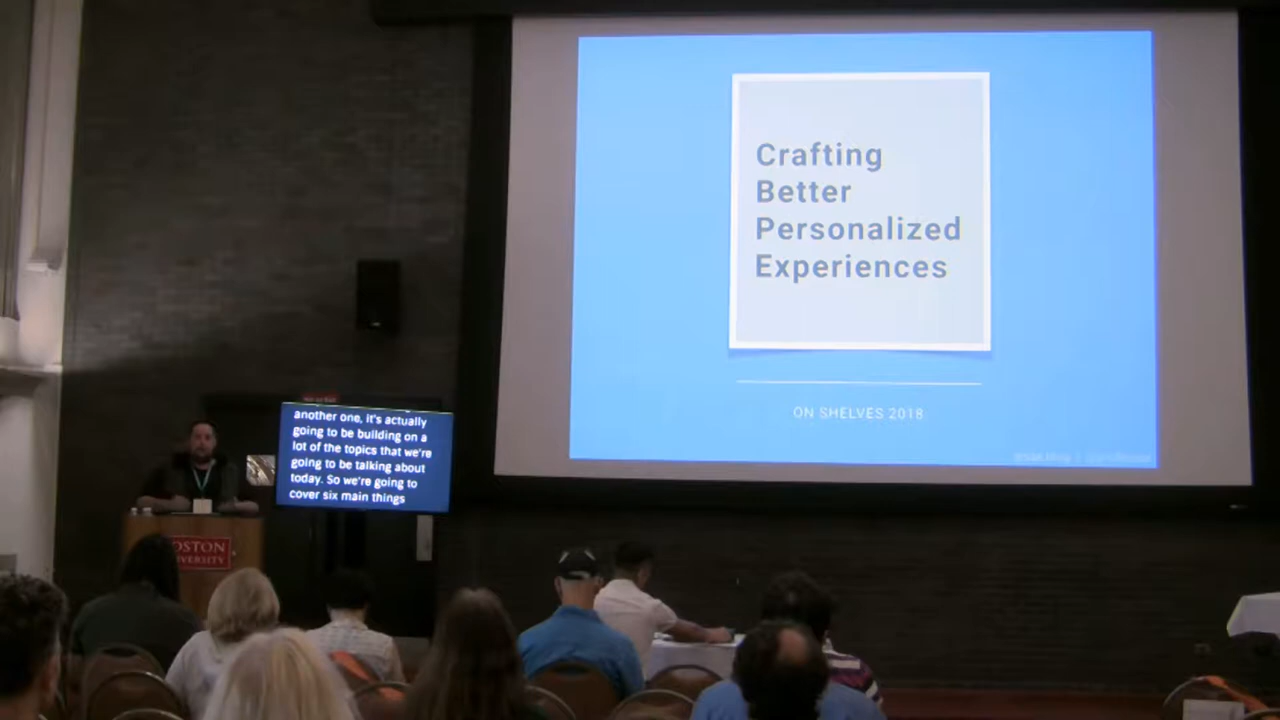 Crafting
Better
Personalized
Experiences
ON SHELVES 2018
another one, it's actually
going to be building on a
lot of the topics that we're
going to be talking about
today. So we're going to
cover six main things
OSTON
VERSITY